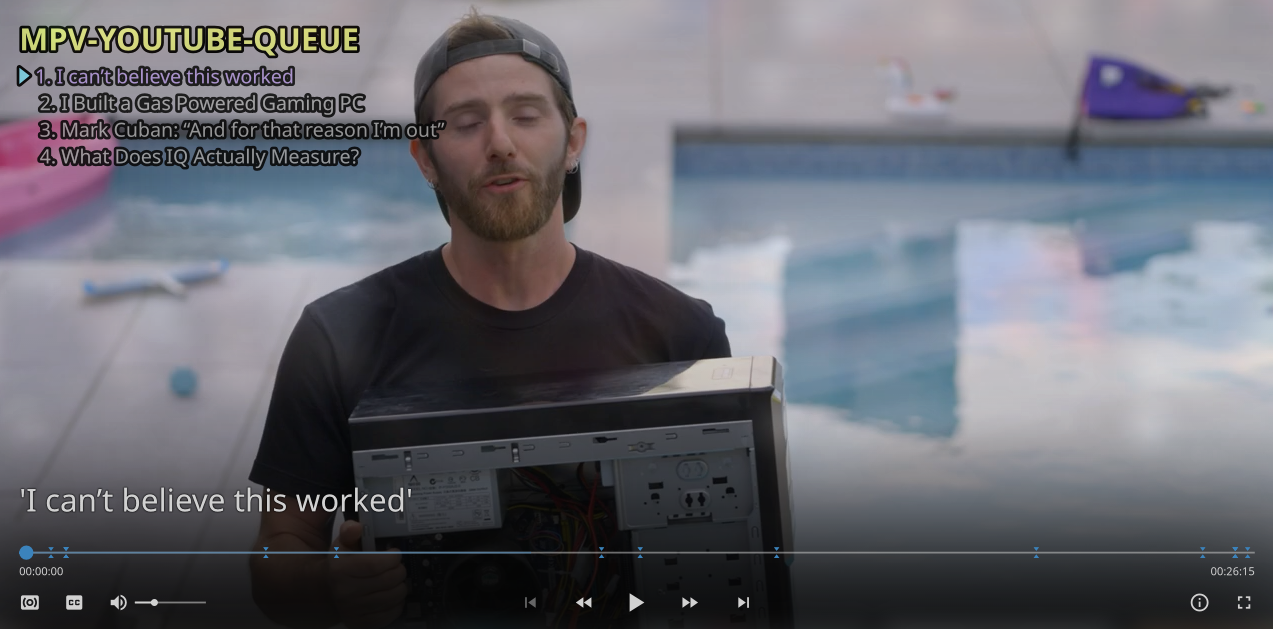 MPV-YOUTUBE-QUEUE
1. I can’t believe this worked
2. I Built a Gas Powered Gaming PC
3. Mark Cuban: “And for that reason I’m out”
4. What Does IQ Actually Measure?
'I can’t believe this worked'
00:00:00
00:26:15
CC